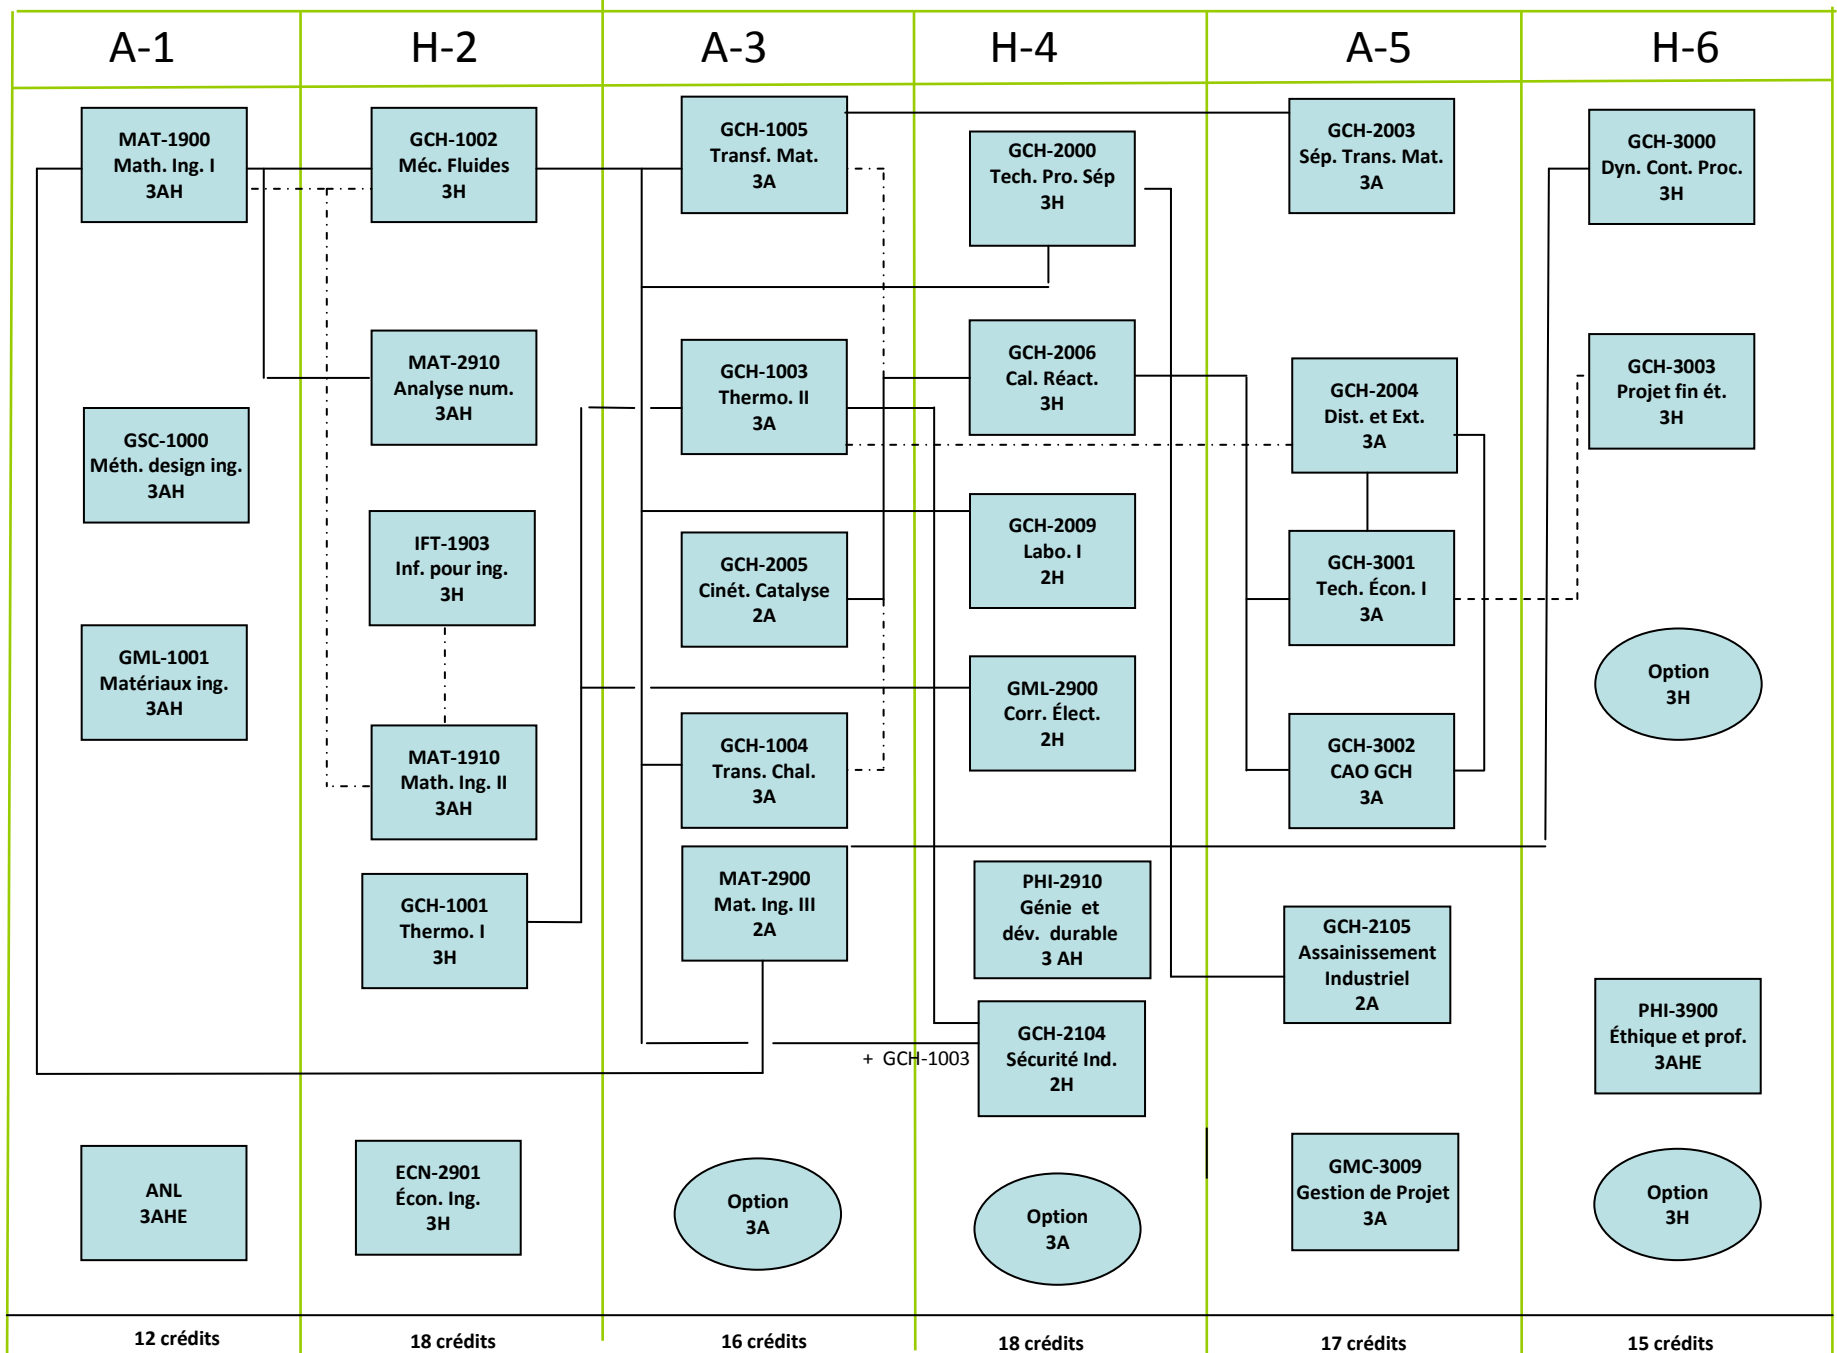 A-1
H-2
A-3
H-4
A-5
H-6
MAT-1900
Math. Ing. I
3AH
GSC-1000
Méth. design ing.
3AH
GML-1001
Matériaux ing.
3AH
ANL
3AHE
12 crédits
GCH-1002
Méc. Fluides
3H
MAT-2910
Analyse num.
3AH
IFT-1903
Inf. pour ing.
3H
MAT-1910
Math. Ing. II
3AH
GCH-1001
Thermo. I
3H
ECN-2901
Écon. Ing.
3H
18 crédits
GCH-1005
Transf. Mat.
3A
GCH-1003
Thermo. II
3A
GCH-2005
Cinét. Catalyse
2A
GCH-1004
Trans. Chal.
3A
MAT-2900
Mat. Ing. III
2A
Option
3A
16 crédits
GCH-2000
Tech. Pro. Sép
3H
GCH-2006
Cal. Réact.
3H
GCH-2009
Labo. I
2H
GML-2900
Corr. Élect.
2H
PHI-2910
Génie et
dév. durable
3 AH
+ GCH-1003
GCH-2104
Sécurité Ind.
2H
Option
3A
18 crédits
GCH-2003
Sép. Trans. Mat.
3A
GCH-2004
Dist. et Ext.
3A
GCH-3001
Tech. Écon. I
3A
GCH-3002
CAO GCH
3A
GCH-2105
Assainissement
Industriel
2A
GMC-3009
Gestion de Projet
3A
17 crédits
GCH-3000
Dyn. Cont. Proc.
3H
GCH-3003
Projet fin ét.
3H
Option
3H
PHI-3900
Éthique et prof.
3AHE
Option
3H
15 crédits